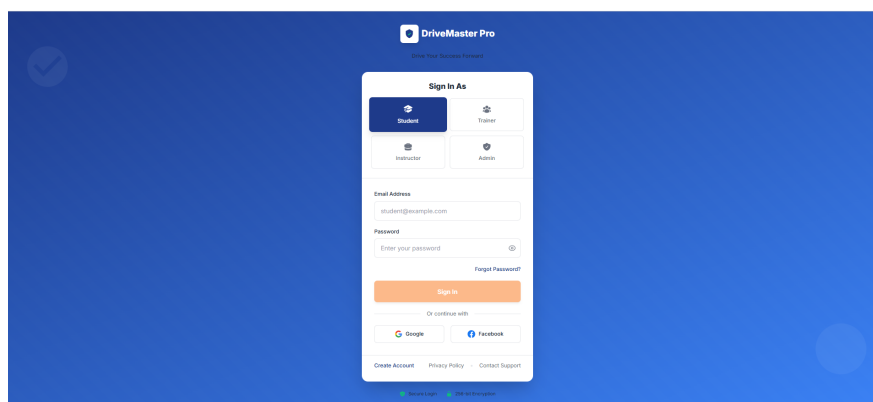 DriveMaster Pro
Drive Your Success Forward
Sign In As
Student
Trainer
Instructor
Admin
Email Address
student@example.com
Password
Enter your password
Forgot Password?
Sign In
Or continue with
Google
Facebook
Create Account Privacy Policy · Contact Support
Secure Login 256-bit Encryption